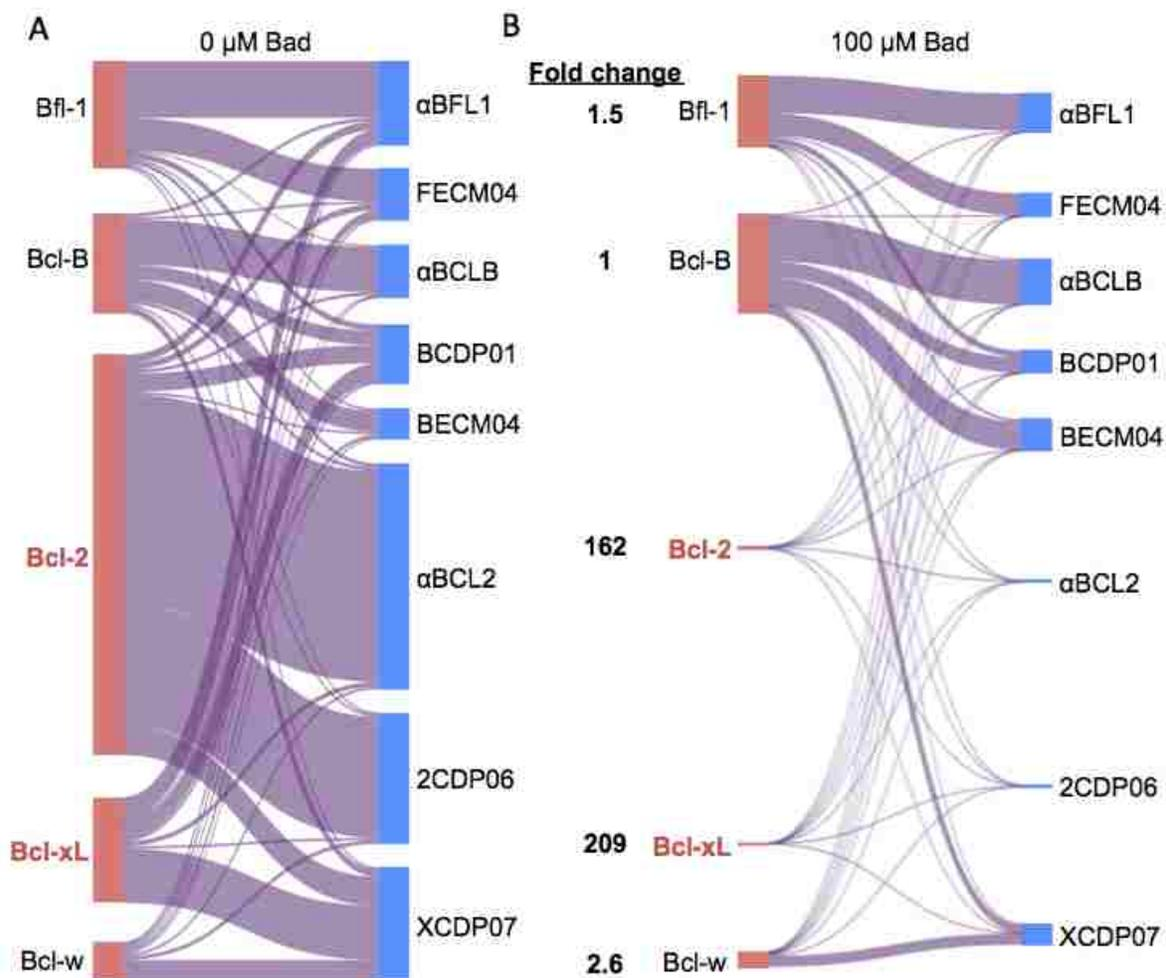 A
0 µM Bad
Bfl-1
Bcl-B
Bcl-2
Bcl-xL
Bcl-w
αBFL1
FECM04
αBCLB
BCDP01
BECM04
αBCL2
2CDP06
XCDP07
B
100 µM Bad
Fold change
1.5
1
162
209
2.6
Bfl-1
Bcl-B
Bcl-2
Bcl-xL
Bcl-w
αBFL1
FECM04
αBCLB
BCDP01
BECM04
αBCL2
2CDP06
XCDP07